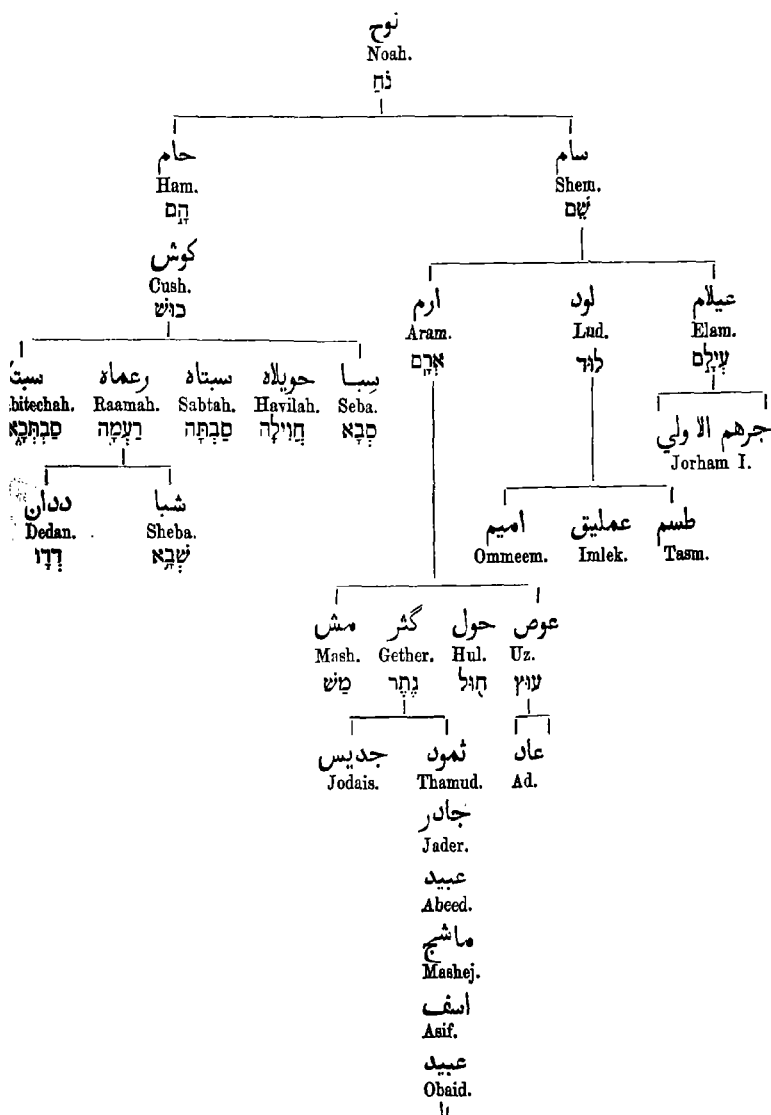 نوح
Noah.
נֹחַ
حام سام
Ham. Shem.
הָם שֵׁם
كوش
Cush.
כּוּשׁ
ارم لود عيلام
Aram. Lud. Elam.
אֲרָם לוּד עֵילָם
سبتاه حويلاه سبا رعماه
bitechah. Raamah. Sabtah. Havilah. Seba.
סַבְתְּכָא רַעְמָה סַבְתָּה חֲוִילָה סְבָא
جرهم الاولي
Jorham I.
ددان شبا
Dedan. Sheba.
דְּדָו שְׁבָא
اميم عمليق طسم
Ommeem. Imlek. Tasm.
مش گثر حول عوص
Mash. Gether. Hul. Uz.
מַשׁ גֶתֶר חוּל עוּץ
جديس ثمود عاد
Jodais. Thamud. Ad.
جادر
Jader.
عبيد
Abeed.
ماشج
Mashej.
اسف
Asif.
عبيد
Obaid.